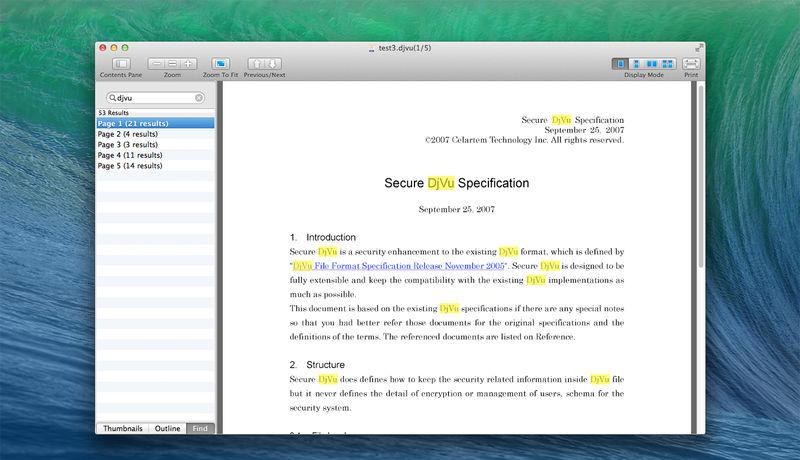 test3.djvu(1/5)
Contents Pane
Zoom
Zoom To Fit
Previous/Next
Display Mode
Print
djvu
53 Results
Page 1 (21 results)
Page 2 (4 results)
Page 3 (3 results)
Page 4 (11 results)
Page 5 (14 results)
Thumbnails
Outline
Find
Secure DjVu Specification
September 25, 2007
©2007 Celartem Technology Inc. All rights reserved.
Secure DjVu Specification
September 25, 2007
1. Introduction
Secure DjVu is a security enhancement to the existing DjVu format, which is defined by
"DjVu File Format Specification Release November 2005". Secure DjVu is designed to be
fully extensible and keep the compatibility with the existing DjVu implementations as
much as possible.
This document is based on the existing DjVu specifications if there are any special notes
so that you had better refer those documents for the original specifications and the
definitions of the terms. The referenced documents are listed on Reference.
2. Structure
Secure DjVu does defines how to keep the security related information inside DjVu file
but it never defines the detail of encryption or management of users, schema for the
security system.